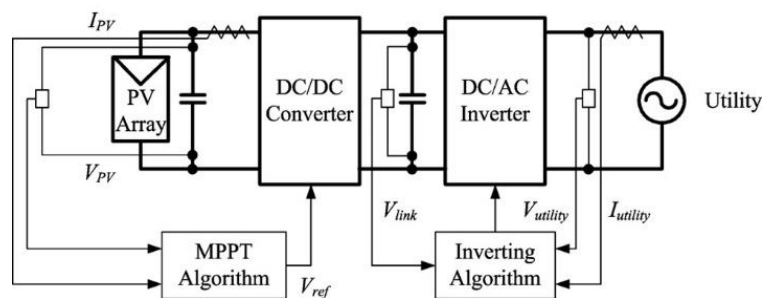 I_PV
PV
Array
V_PV
DC/DC
Converter
DC/AC
Inverter
Utility
V_link
V_utility
I_utility
MPPT
Algorithm
V_ref
Inverting
Algorithm